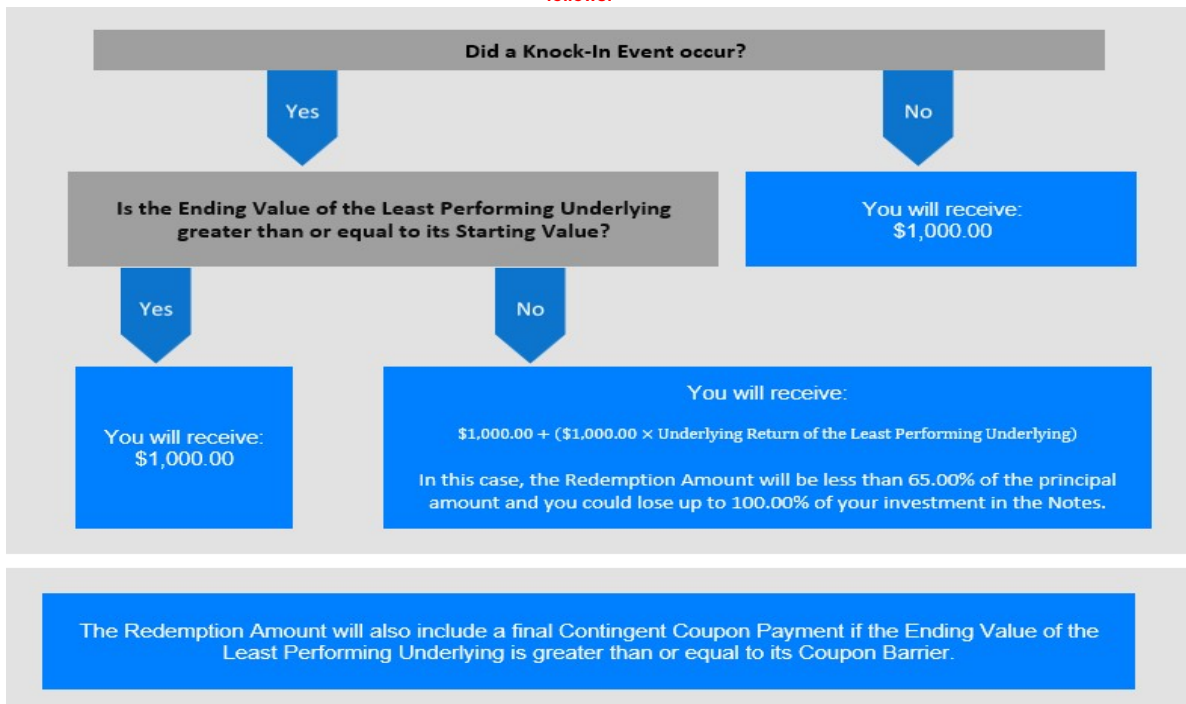 Did a Knock-In Event occur?
Yes
No
Is the Ending Value of the Least Performing Underlying
greater than or equal to its Starting Value?
You will receive:
$1,000.00
Yes
No
You will receive:
$1,000.00
You will receive:
$1,000.00 + ($1,000.00 × Underlying Return of the Least Performing Underlying)
In this case, the Redemption Amount will be less than 65.00% of the principal
amount and you could lose up to 100.00% of your investment in the Notes.
The Redemption Amount will also include a final Contingent Coupon Payment if the Ending Value of the
Least Performing Underlying is greater than or equal to its Coupon Barrier.